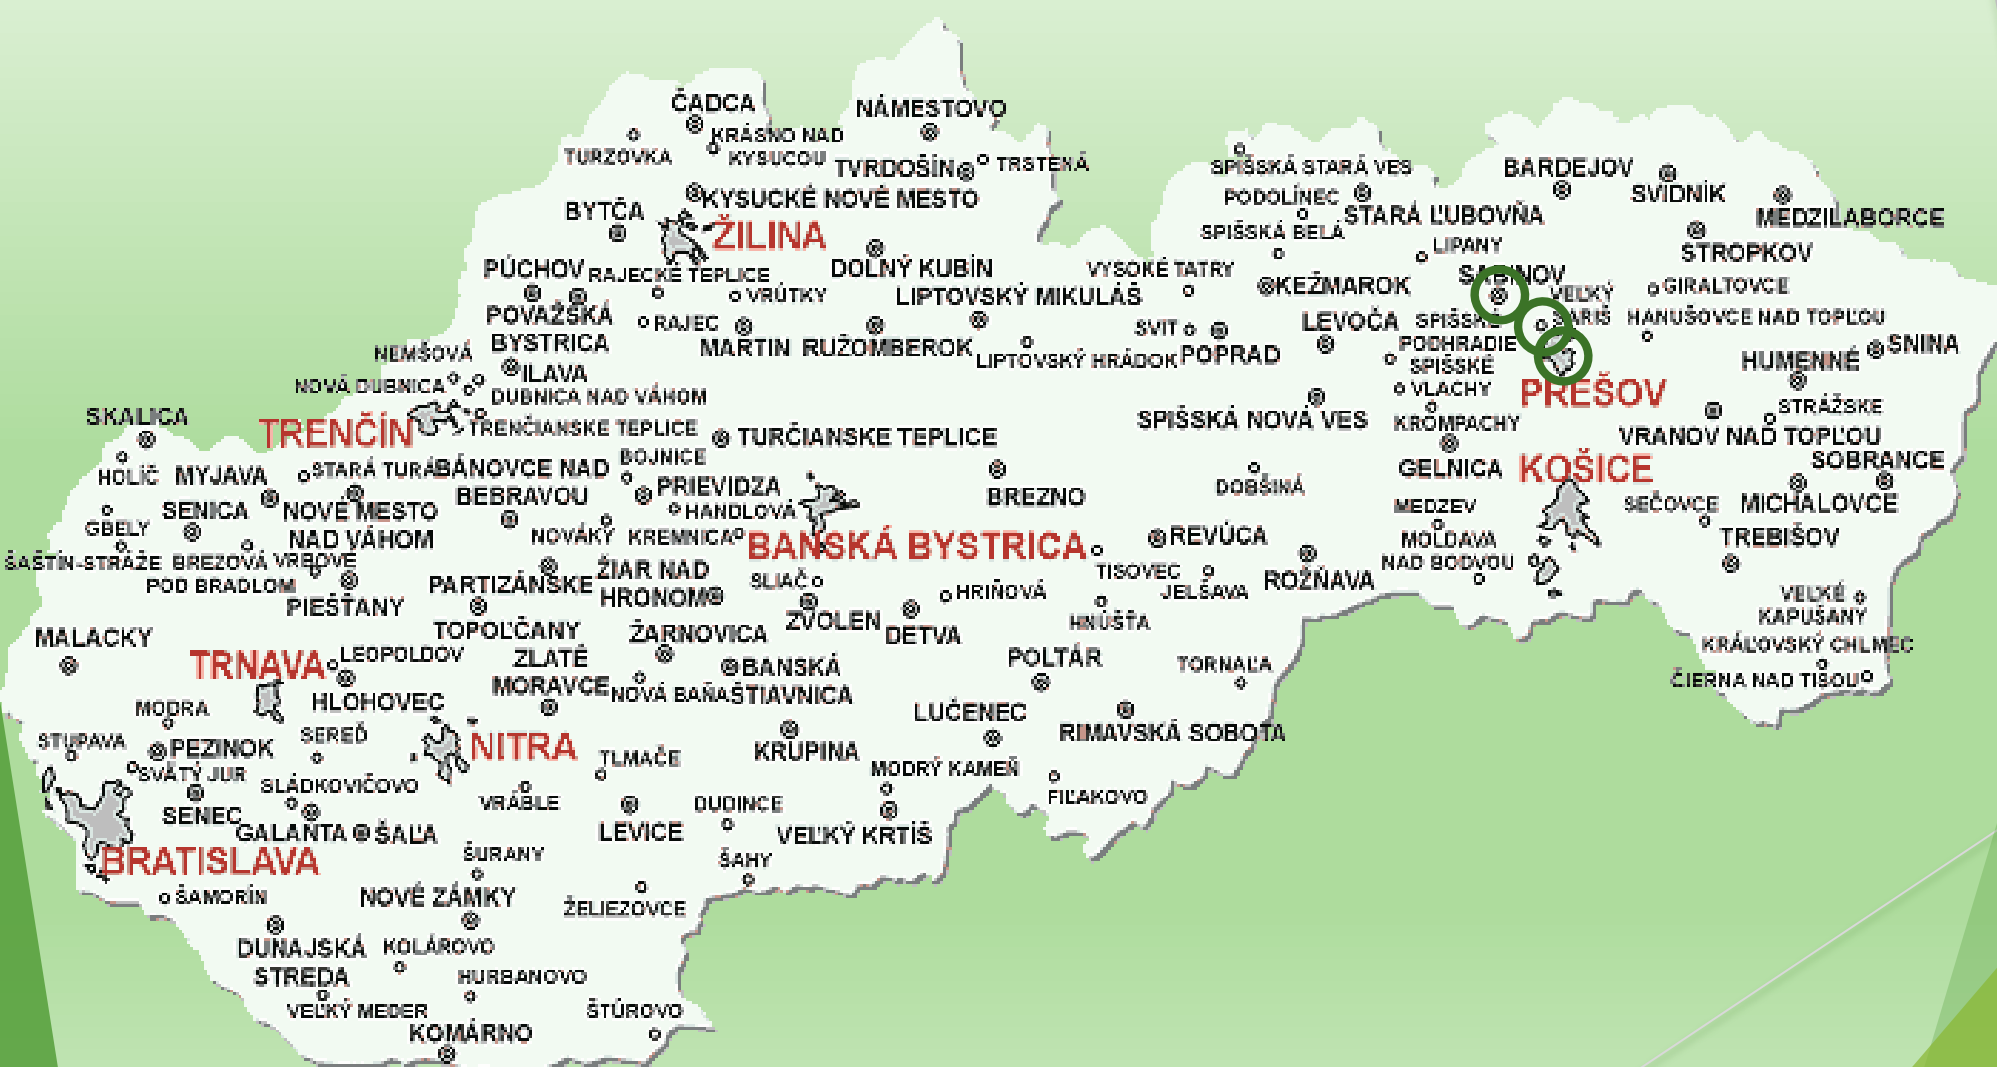 ČADCA
NÁMESTOVO
KRÁSNO NAD
KYSUCOU
TURZOVKA
TVRDOŠÍN
TRSTENÁ
SPIŠSKÁ STARÁ VES
BARDEJOV
SVIDNÍK
PODOLÍNEC
KYSUCKÉ NOVÉ MESTO
BYTČA
STARÁ ĽUBOVŇA
MEDZILABORCE
ŽILINA
SPIŠSKÁ BELÁ
LIPANY
STROPKOV
PÚCHOV
RAJECKÉ TEPLICE
DOLNÝ KUBÍN
VYSOKÉ TATRY
SABINOV
KEŽMAROK
VEĽKÝ
ŠARIŠ
GIRALTOVCE
VRÚTKY
LIPTOVSKÝ MIKULÁŠ
POVAŽSKÁ
BYSTRICA
RAJEC
LEVOČA
SPIŠSKÉ
PODHRADIE
HANUŠOVCE NAD TOPĽOU
SVIT
NEMŠOVÁ
MARTIN
RUŽOMBEROK
LIPTOVSKÝ HRÁDOK
POPRAD
SNINA
HUMENNÉ
SPIŠSKÉ
VLACHY
ILAVA
NOVÁ DUBNICA
DUBNICA NAD VÁHOM
PREŠOV
STRÁŽSKE
SKALICA
TRENČÍN
TRENČIANSKE TEPLICE
TURČIANSKE TEPLICE
SPIŠSKÁ NOVÁ VES
KROMPACHY
VRANOV NAD TOPĽOU
HOLÍČ
MYJAVA
STARÁ TURÁ
BÁNOVCE NAD
BEBRAVOU
BOJNICE
GELNICA
KOŠICE
SOBRANCE
PRIEVIDZA
BREZNO
DOBŠINÁ
SENICA
NOVÉ MESTO
NAD VÁHOM
HANDLOVÁ
MEDZEV
SEČOVCE
MICHALOVCE
GBELY
NOVÁKY
KREMNICA
BANSKÁ BYSTRICA
REVÚCA
MOLDAVA
NAD BODVOU
TREBIŠOV
ŠAŠTÍN-STRÁŽE
BREZOVÁ
POD BRADLOM
VRBOVÉ
PARTIZÁNSKE
ŽIAR NAD
HRONOM
SLIAČ
TISOVEC
JELŠAVA
ROŽŇAVA
PIEŠŤANY
HRIŇOVÁ
VEĽKÉ
KAPUŠANY
MALACKY
TOPOĽČANY
ŽARNOVICA
ZVOLEN
DETVA
HNÚŠŤA
KRÁĽOVSKÝ CHLMEC
TRNAVA
LEOPOLDOV
ZLATÉ
MORAVCE
BANSKÁ
ŠTIAVNICA
POLTÁR
TORNAĽA
ČIERNA NAD TISOU
NOVÁ BAŇA
MODRA
HLOHOVEC
LUČENEC
STUPAVA
PEZINOK
SEREĎ
NITRA
KRUPINA
RIMAVSKÁ SOBOTA
SVÄTÝ JUR
SLÁDKOVIČOVO
TLMAČE
MODRÝ KAMEŇ
SENEC
VRÁBLE
DUDINCE
FIĽAKOVO
GALANTA
ŠAĽA
LEVICE
VEĽKÝ KRTÍŠ
BRATISLAVA
ŠURANY
ŠAHY
ŠAMORÍN
NOVÉ ZÁMKY
ŽELIEZOVCE
DUNAJSKÁ
STREDA
KOLÁROVO
HURBANOVO
VEĽKÝ MEDER
ŠTÚROVO
KOMÁRNO